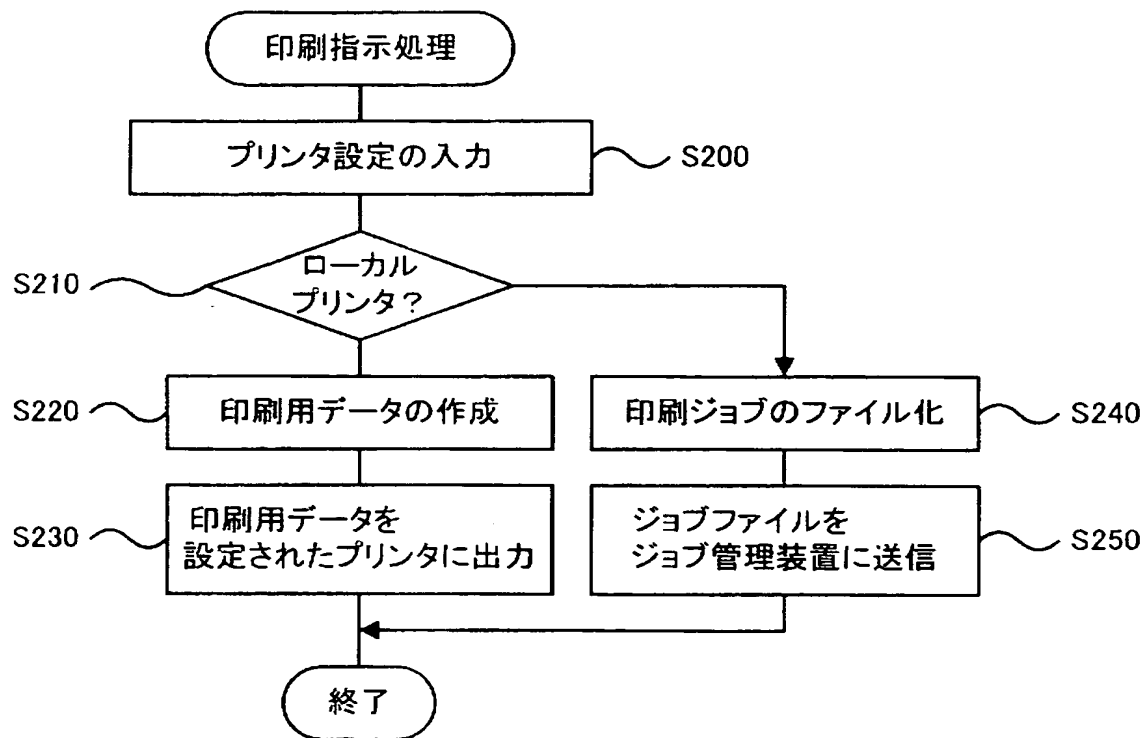 印刷指示処理
プリンタ設定の入力
S200
S210
ローカル
プリンタ？
S220
印刷用データの作成
印刷ジョブのファイル化
S240
S230
印刷用データを
設定されたプリンタに出力
ジョブファイルを
ジョブ管理装置に送信
S250
終了